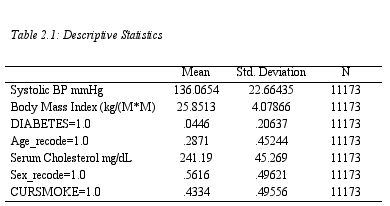 Table 2.1: Descriptive Statistics
Mean Std. Deviation N
Systolic BP mmHg 136.0654 22.66435 11173
Body Mass Index (kg/(M*M) 25.8513 4.07866 11173
DIABETES=1.0 .0446 .20637 11173
Age_recode=1.0 .2871 .45244 11173
Serum Cholesterol mg/dL 241.19 45.269 11173
Sex_recode=1.0 .5616 .49621 11173
CURSMOKE=1.0 .4334 .49556 11173